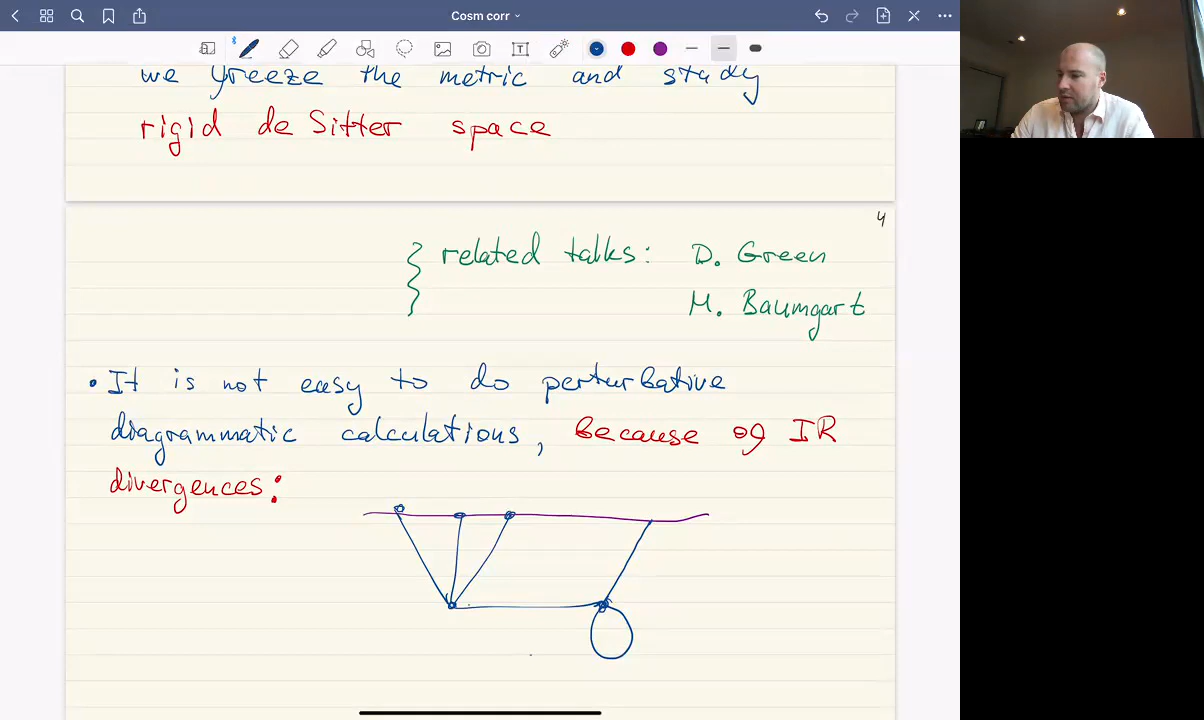 Cosm corr
we freeze the metric and study
rigid de Sitter space
4
related talks: D. Green
M. Baumgart
• It is not easy to do perturbative
diagrammatic calculations, because of IR
divergences: